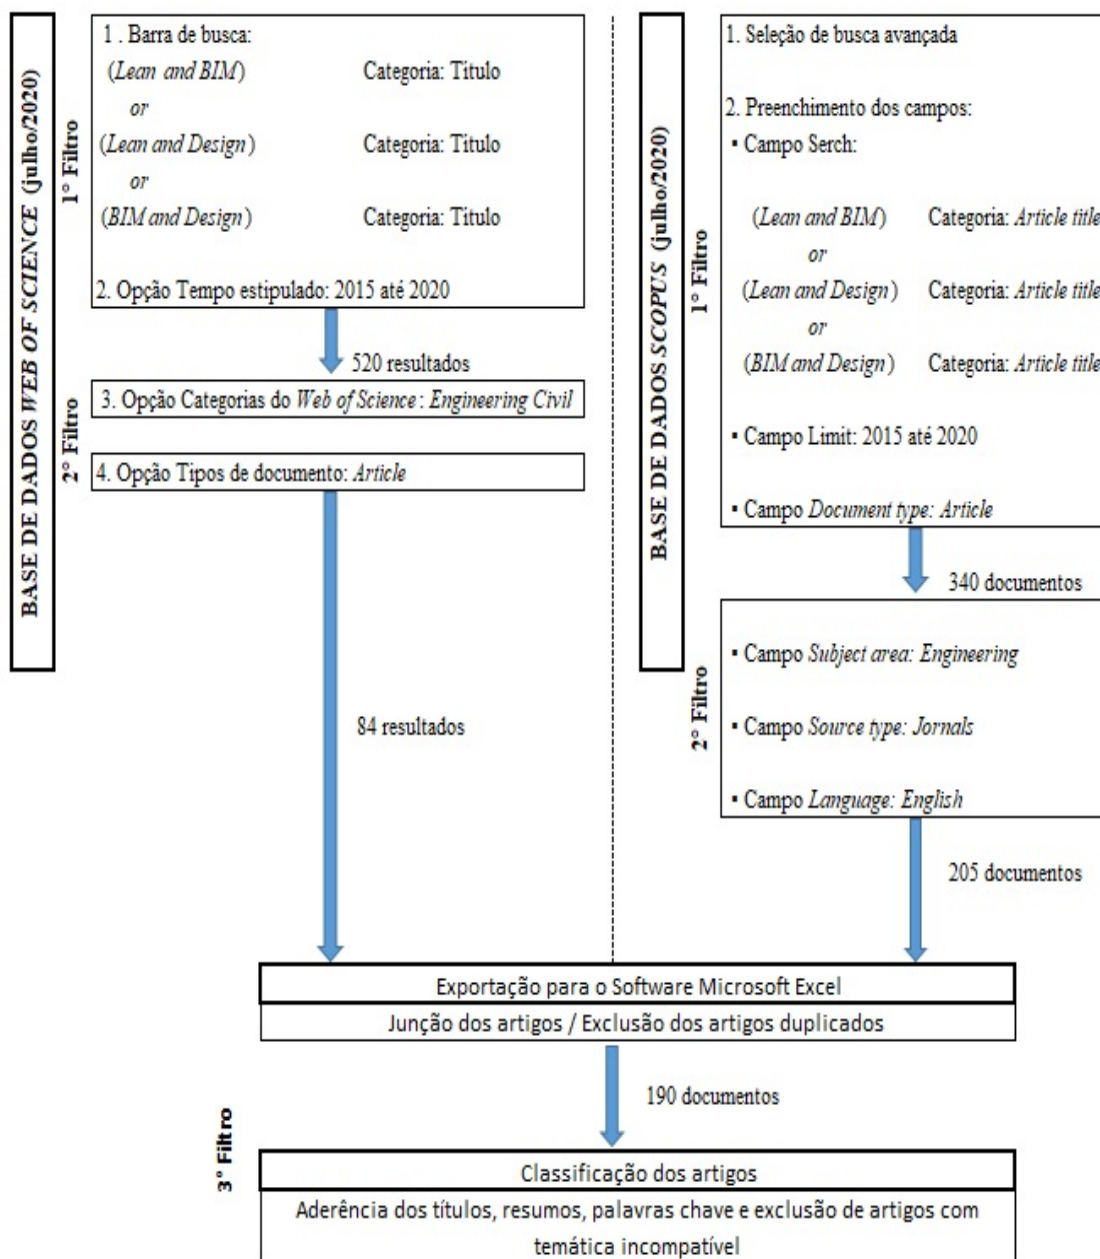 BASE DE DADOS WEB OF SCIENCE (julho/2020)
1° Filtro
1 . Barra de busca:
(Lean and BIM) Categoria: Titulo
or
(Lean and Design) Categoria: Titulo
or
(BIM and Design) Categoria: Titulo
2. Opção Tempo estipulado: 2015 até 2020
520 resultados
2° Filtro
3. Opção Categorias do Web of Science: Engineering Civil
4. Opção Tipos de documento: Article
84 resultados
BASE DE DADOS SCOPUS (julho/2020)
1° Filtro
1. Seleção de busca avançada
2. Preenchimento dos campos:
▪ Campo Serch:
(Lean and BIM) Categoria: Article title
or
(Lean and Design) Categoria: Article title
or
(BIM and Design) Categoria: Article title
▪ Campo Limit: 2015 até 2020
▪ Campo Document type: Article
340 documentos
2° Filtro
▪ Campo Subject area: Engineering
▪ Campo Source type: Jornals
▪ Campo Language: English
205 documentos
Exportação para o Software Microsoft Excel
Junção dos artigos / Exclusão dos artigos duplicados
190 documentos
3° Filtro
Classificação dos artigos
Aderência dos títulos, resumos, palavras chave e exclusão de artigos com
temática incompatível